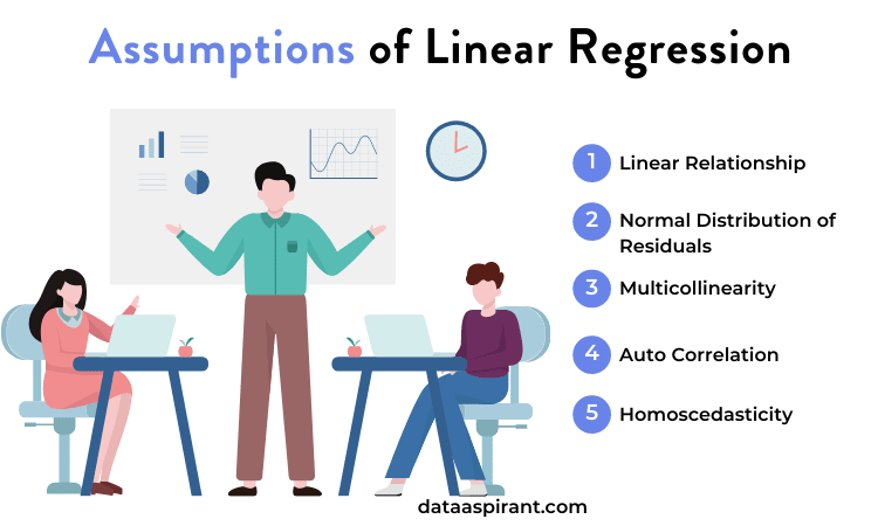 Assumptions of Linear Regression
1 Linear Relationship
2 Normal Distribution of
Residuals
3 Multicollinearity
4 Auto Correlation
5 Homoscedasticity
dataaspirant.com